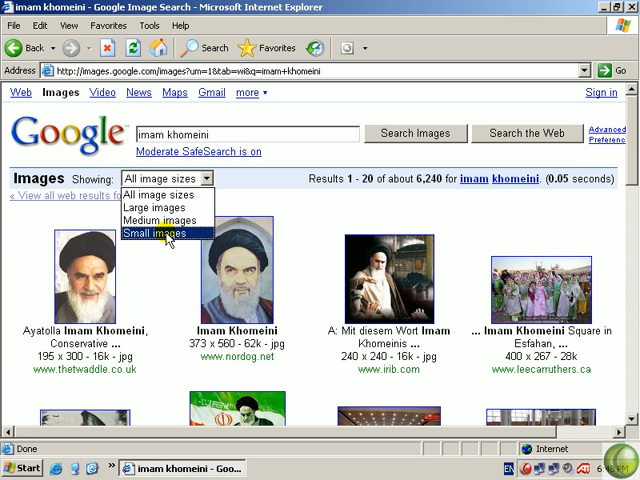 imam khomeini - Google Image Search - Microsoft Internet Explorer
File Edit View Favorites Tools Help
Back Search Favorites
Address http://images.google.com/images?um=1&tab=wi&q=imam+khomeini Go
Web Images Video News Maps Gmail more Sign in
Google imam khomeini Search Images Search the Web Advanced
Preferenc
Moderate SafeSearch is on
Images Showing: All image sizes Results 1 - 20 of about 6,240 for imam khomeini. (0.05 seconds)
« View all web results fo
All image sizes
Large images
Medium images
Small images
Ayatolla Imam Khomeini,
Conservative ...
195 x 300 - 16k - jpg
www.thetwaddle.co.uk
Imam Khomeini
373 x 560 - 62k - jpg
www.nordog.net
A: Mit diesem Wort Imam
Khomeinis ...
240 x 240 - 16k - jpg
www.irib.com
... Imam Khomeini Square in
Esfahan, ...
400 x 267 - 28k
www.leecarruthers.ca
Done Internet
Start » imam khomeini - Goo... EN ATI 6:46 PM